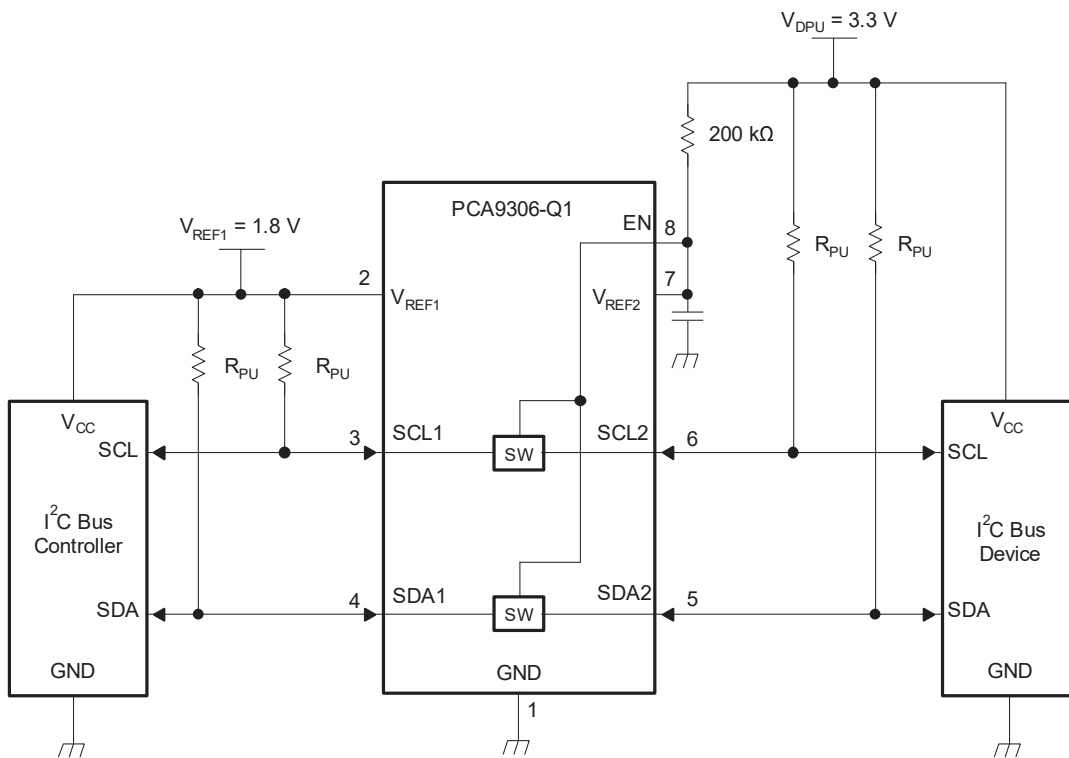 V_DPU = 3.3 V
200 kΩ
PCA9306-Q1
EN
8
V_REF1 = 1.8 V
R_PU
R_PU
2
7
V_REF1
V_REF2
R_PU
R_PU
V_CC
V_CC
SCL
3
SCL1
SW
SCL2
6
SCL
I²C Bus
Controller
I²C Bus
Device
SDA
4
SDA1
SW
SDA2
5
SDA
GND
GND
GND
1